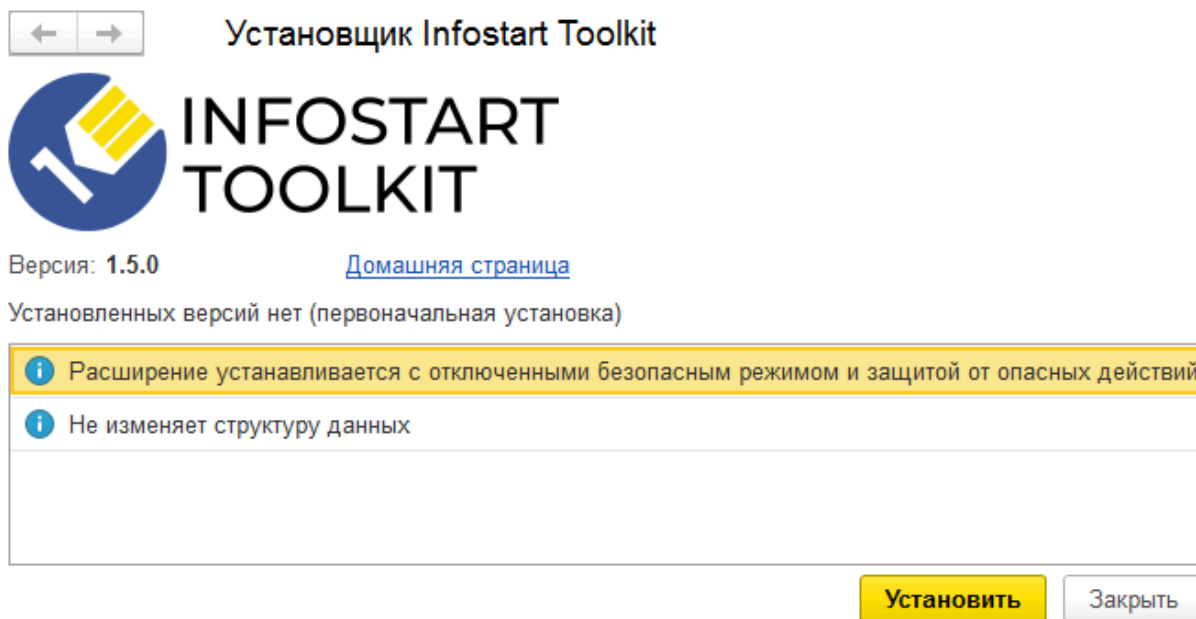 Установщик Infostart Toolkit
INFOSTART
TOOLKIT
Версия: 1.5.0 Домашняя страница
Установленных версий нет (первоначальная установка)
Расширение устанавливается с отключенными безопасным режимом и защитой от опасных действий
Не изменяет структуру данных
Установить Закрыть